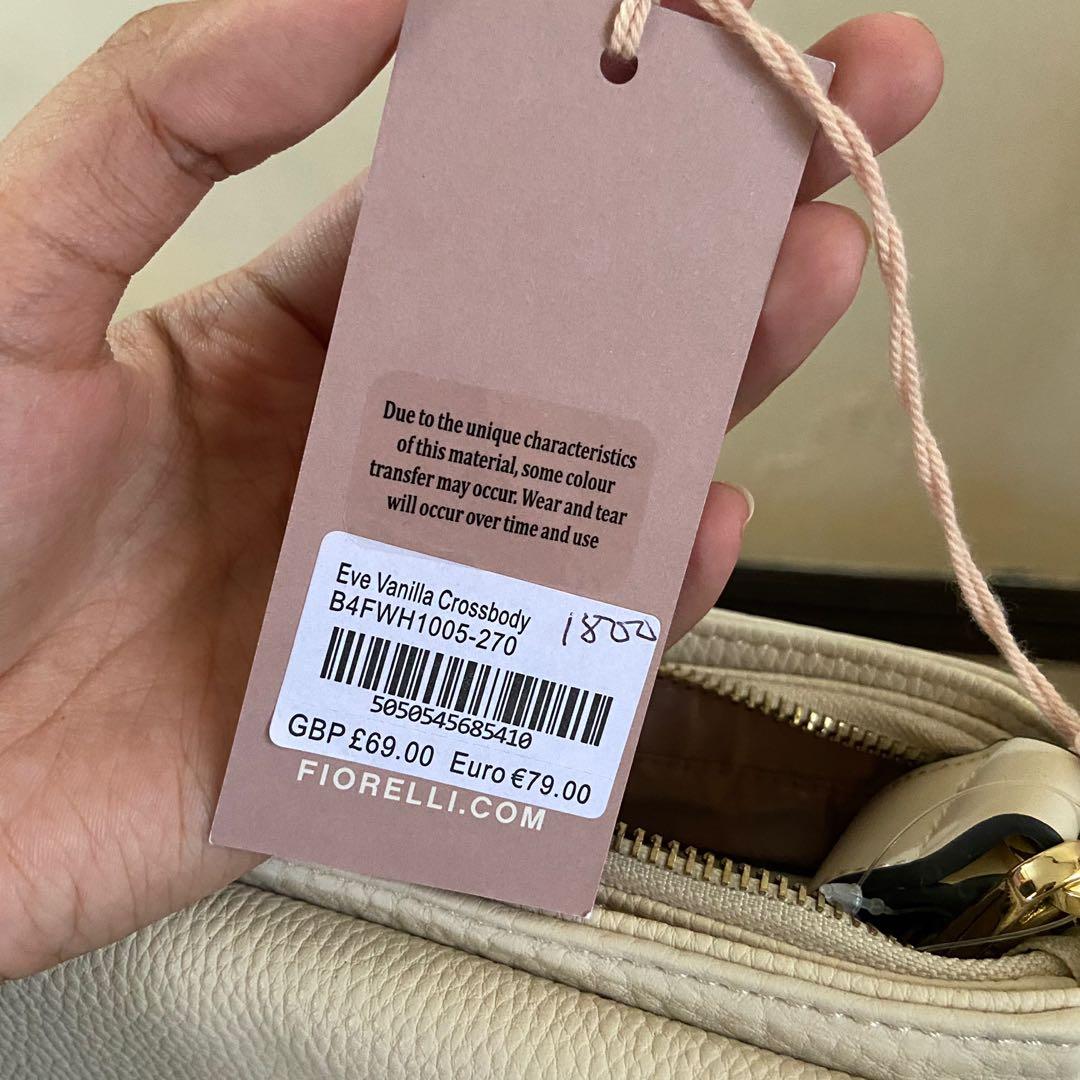 Due to the unique characteristics
of this material, some colour
transfer may occur. Wear and tear
will occur over time and use
Eve Vanilla Crossbody
B4FWH1005-270
1800
5050545685410
GBP £69.00 Euro €79.00
FIORELLI.COM